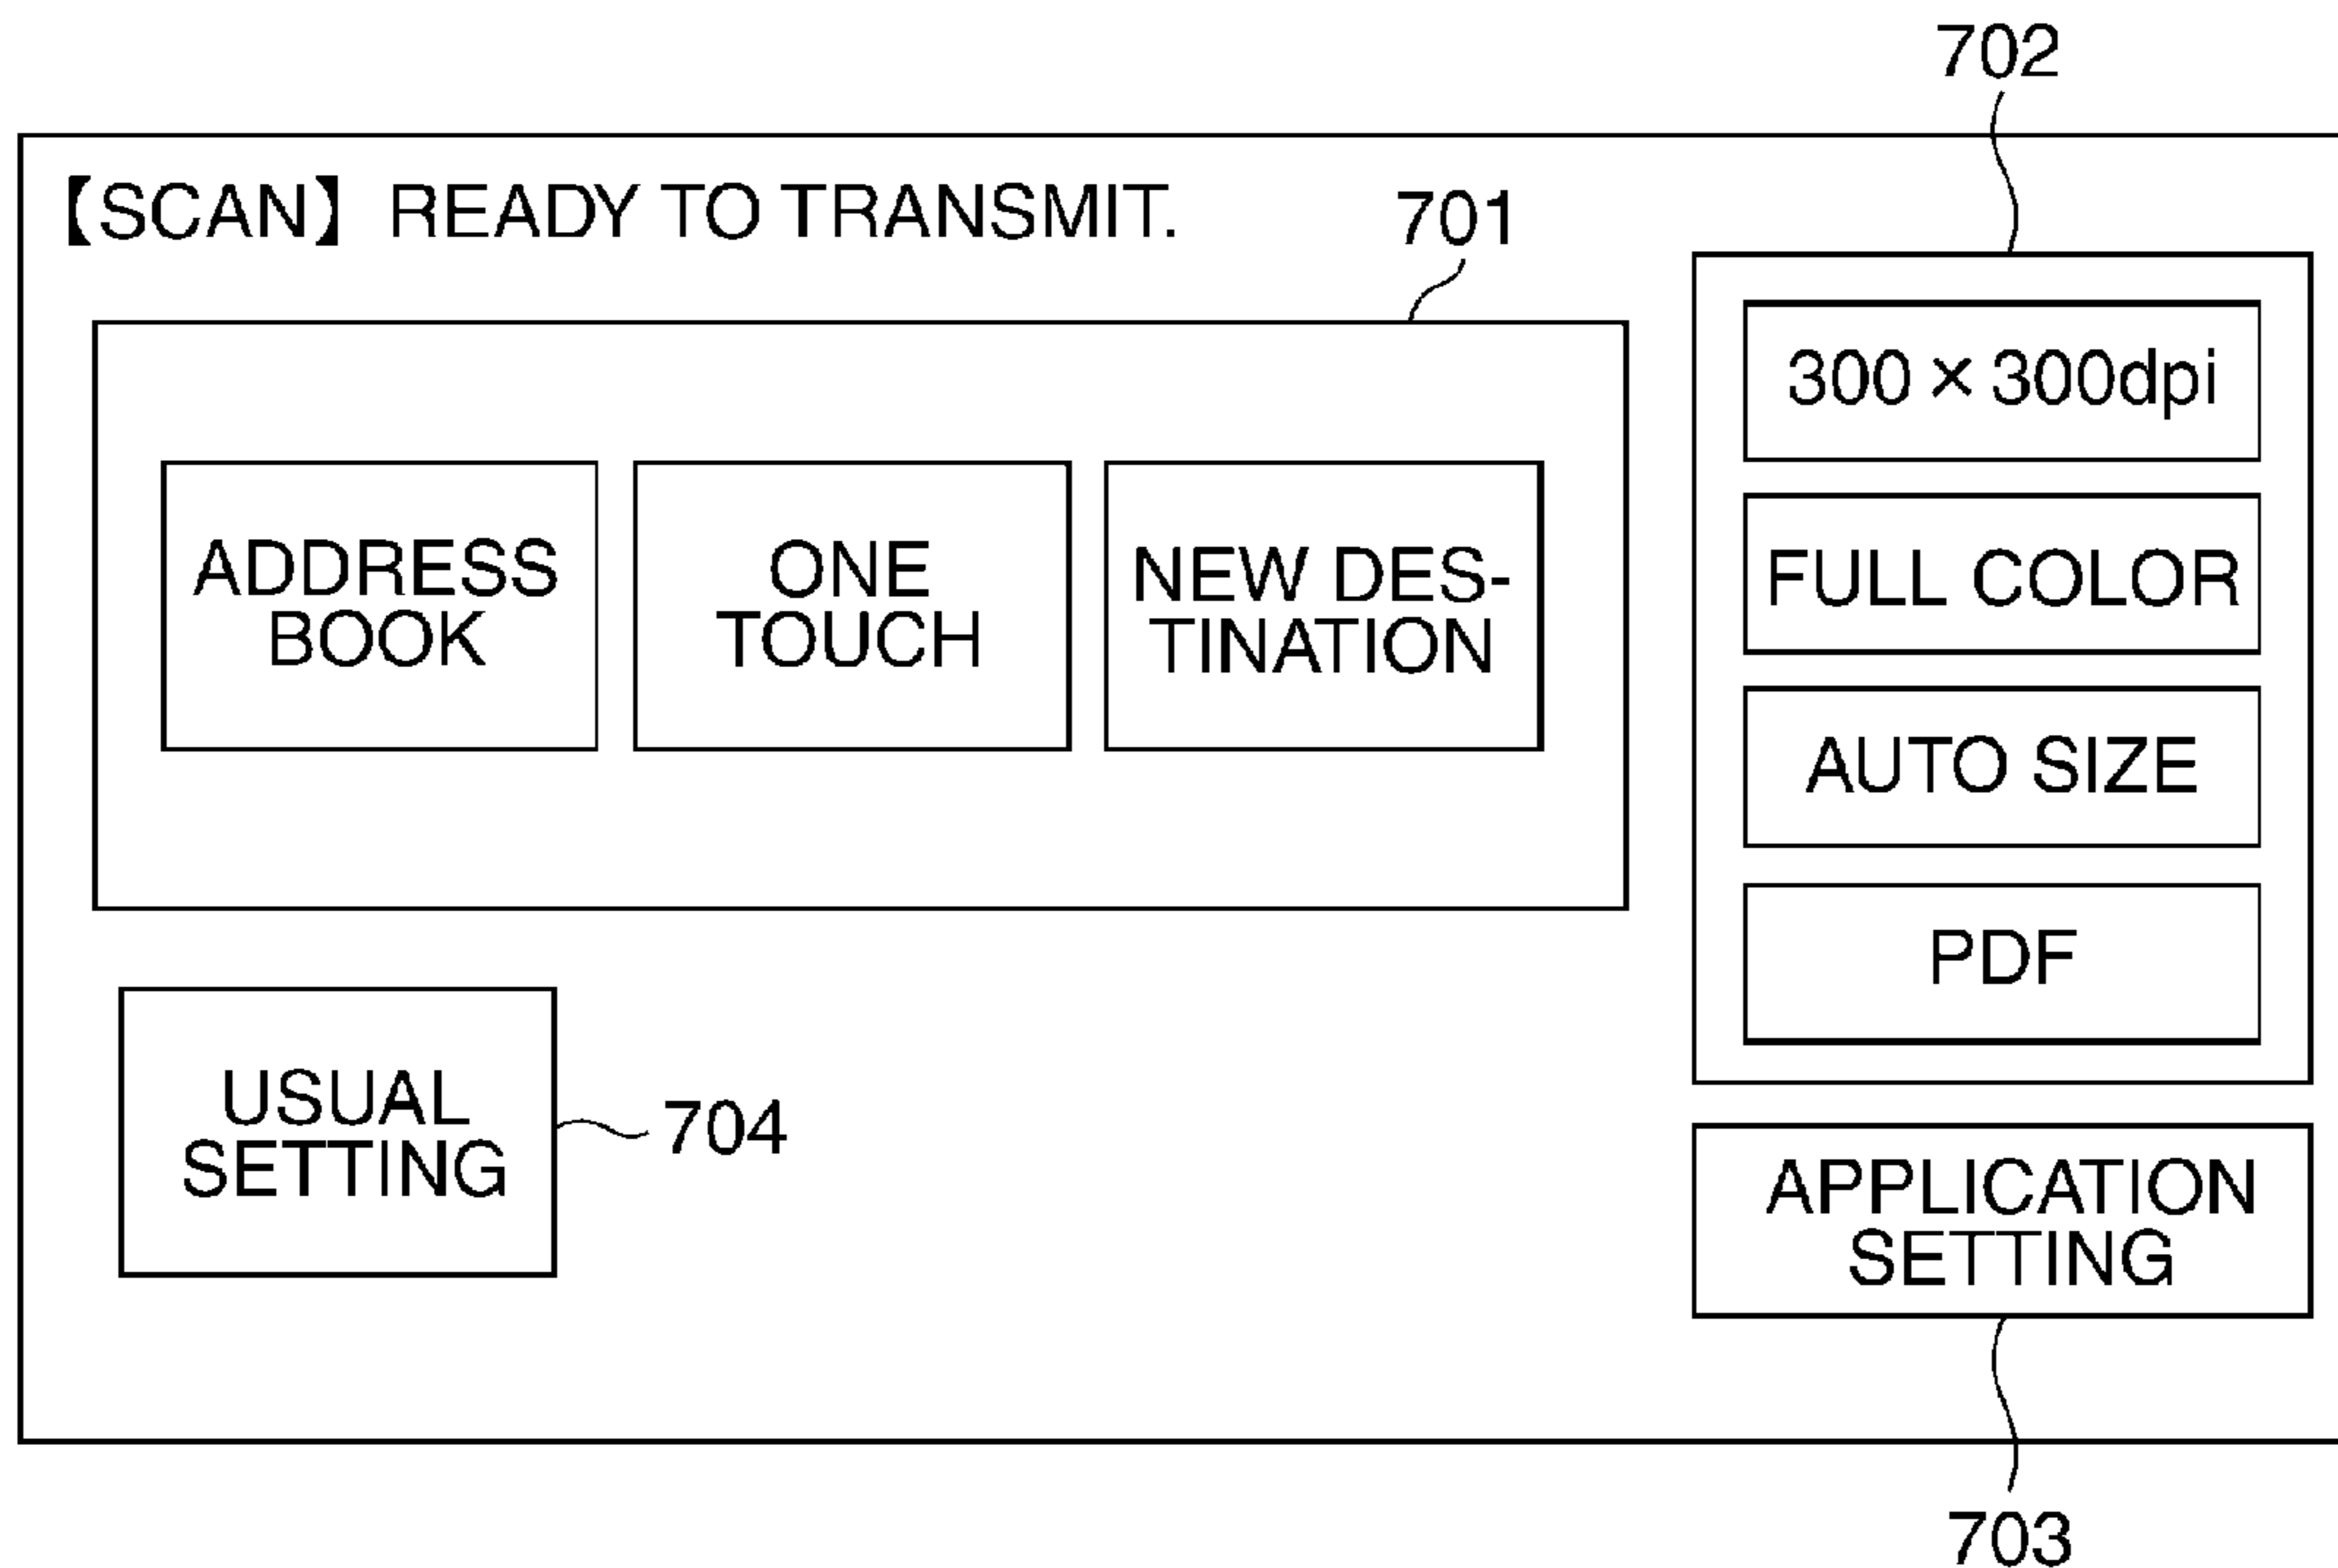 702
【SCAN】 READY TO TRANSMIT.
701
ADDRESS
BOOK
ONE
TOUCH
NEW DES-
TINATION
300 × 300dpi
FULL COLOR
AUTO SIZE
PDF
USUAL
SETTING
704
APPLICATION
SETTING
703